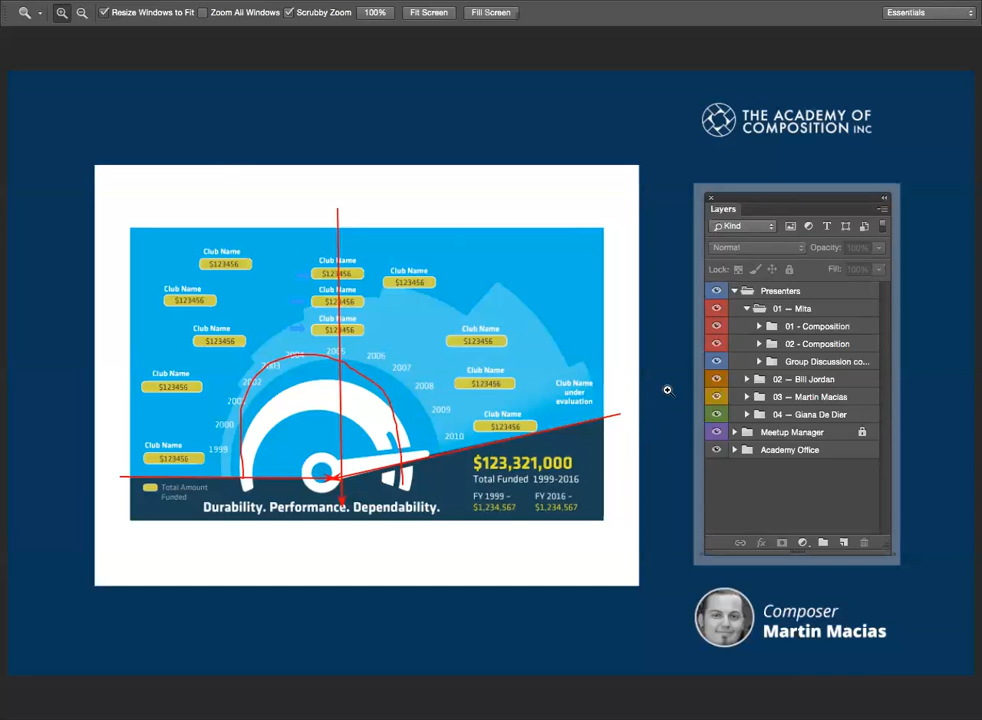 Resize Windows to Fit
Zoom All Windows
Scrubby Zoom
100%
Fit Screen
Fill Screen
Essentials
THE ACADEMY OF
COMPOSITION INC
Club Name
$123456
Club Name
$123456
Club Name
$123456
Club Name
$123456
Club Name
$123456
Club Name
$123456
Club Name
$123456
Club Name
$123456
Club Name
$123456
Club Name
$123456
Club Name
$123456
Club Name
$123456
Club Name
under
evaluation
1999
2000
2002
2003
2004
2005
2006
2007
2008
2009
2010
Total Amount
Funded
Durability. Performance. Dependability.
$123,321,000
Total Funded 1999-2016
FY 1999 –
$1,234,567
FY 2016 –
$1,234,567
Layers
Kind
Normal
Opacity: 100%
Lock:
Fill: 100%
Presenters
01 — Mita
01 - Composition
02 - Composition
Group Discussion co...
02 — Bill Jordan
03 — Martin Macias
04 — Giana De Dier
Meetup Manager
Academy Office
fx
Composer
Martin Macias